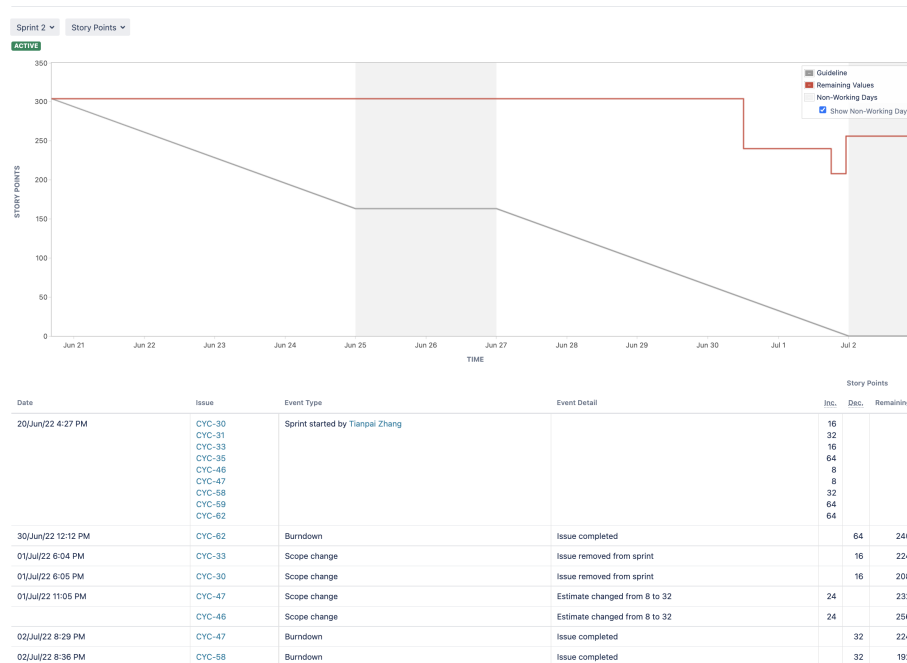 Sprint 2 Story Points
ACTIVE
350
300
250
200
150
100
50
0
STORY POINTS
Guideline
Remaining Values
Non-Working Days
Show Non-Working Day
Jun 21 Jun 22 Jun 23 Jun 24 Jun 25 Jun 26 Jun 27 Jun 28 Jun 29 Jun 30 Jul 1 Jul 2
TIME
Story Points
Date Issue Event Type Event Detail Inc. Dec. Remaining
20/Jun/22 4:27 PM CYC-30 Sprint started by Tianpai Zhang 16
CYC-31 32
CYC-33 16
CYC-35 64
CYC-46 8
CYC-47 8
CYC-58 32
CYC-59 64
CYC-62 64
30/Jun/22 12:12 PM CYC-62 Burndown Issue completed 64 240
01/Jul/22 6:04 PM CYC-33 Scope change Issue removed from sprint 16 224
01/Jul/22 6:05 PM CYC-30 Scope change Issue removed from sprint 16 208
01/Jul/22 11:05 PM CYC-47 Scope change Estimate changed from 8 to 32 24 232
CYC-46 Scope change Estimate changed from 8 to 32 24 256
02/Jul/22 8:29 PM CYC-47 Burndown Issue completed 32 224
02/Jul/22 8:36 PM CYC-58 Burndown Issue completed 32 192